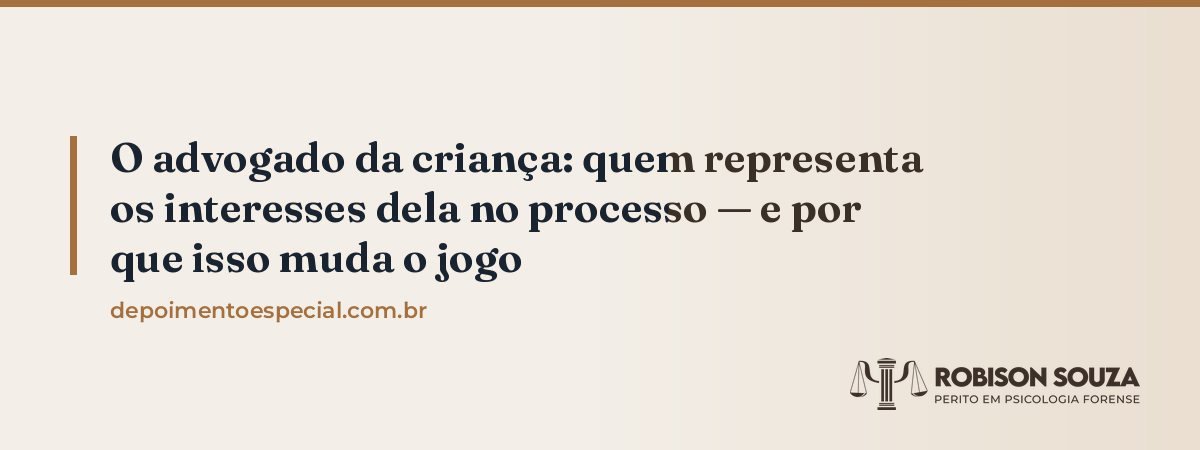 O advogado da criança: quem representa
os interesses dela no processo — e por
que isso muda o jogo
depoimentoespecial.com.br
ROBISON SOUZA
PERITO EM PSICOLOGIA FORENSE